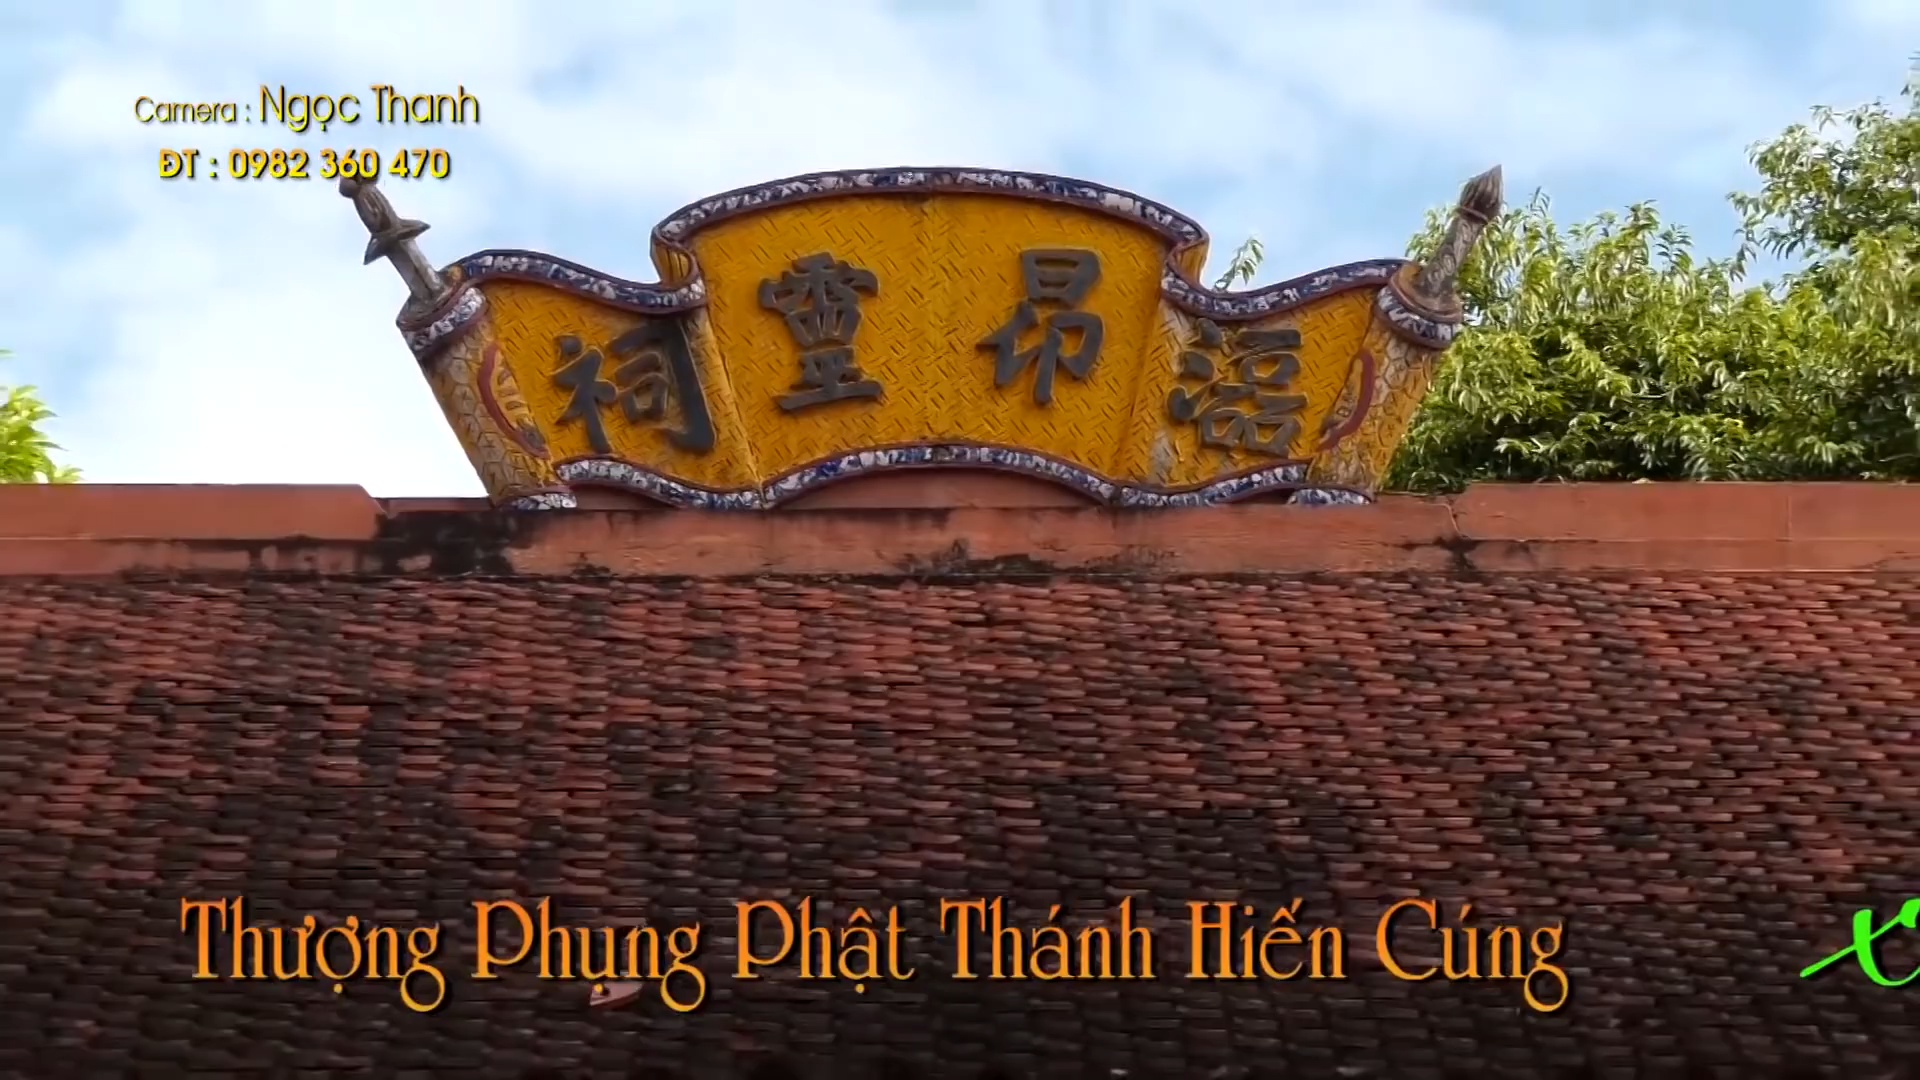 Camera : Ngọc Thanh
ĐT : 0982 360 470
祠靈昂
Thượng Phụng Phật Thánh Hiến Cúng